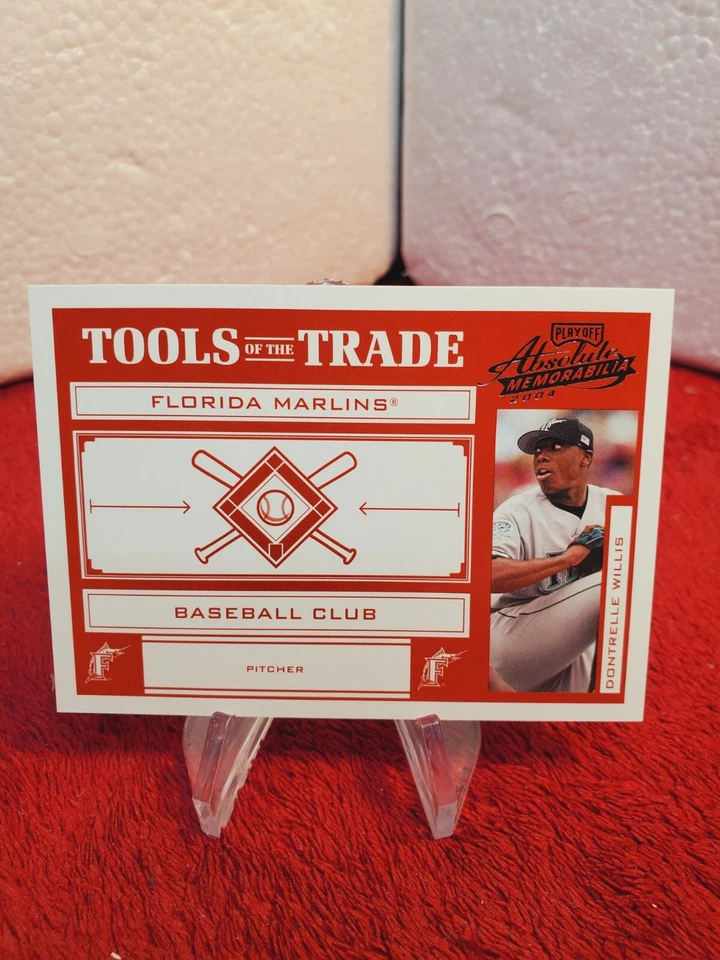 TOOLS OF THE TRADE
PLAYOFF
Absolute
MEMORABILIA
2004
FLORIDA MARLINS®
BASEBALL CLUB
PITCHER
F
F
DONTRELLE WILLIS